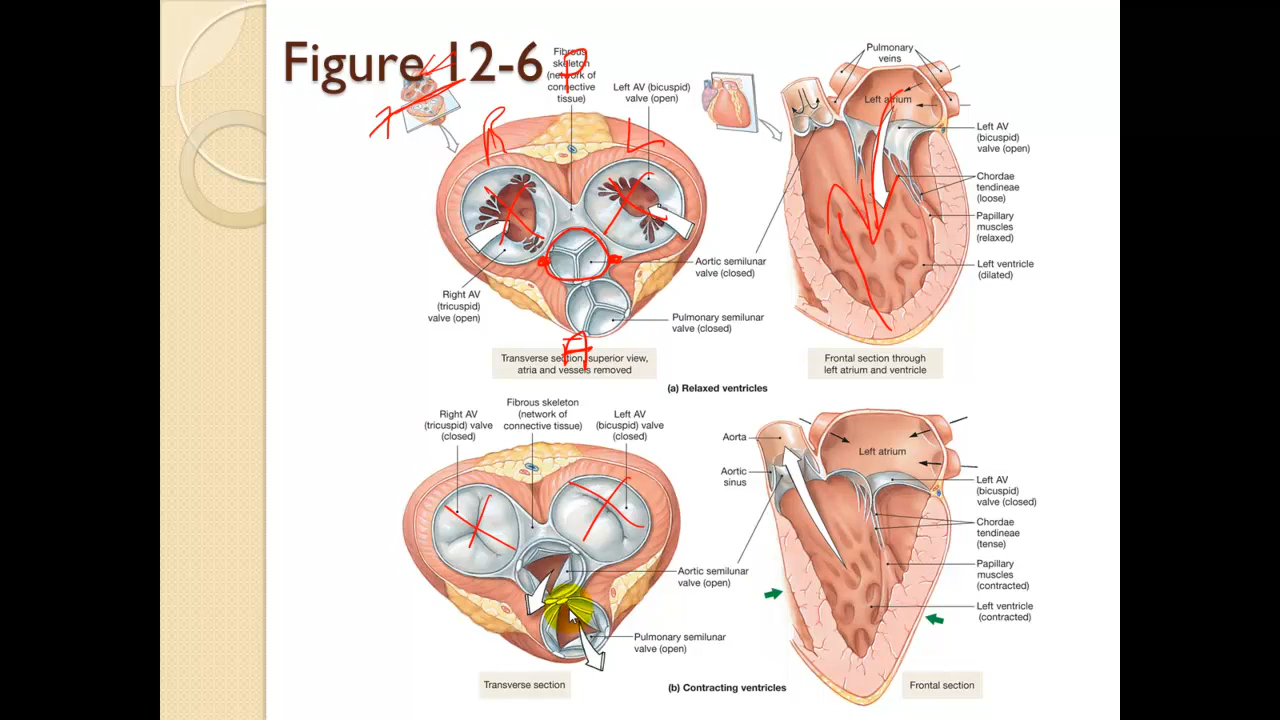 Figure 12-6
Fibrous
skeleton
(network of
connective
tissue)
P
Left AV (bicuspid)
valve (open)
R
L
Aortic semilunar
valve (closed)
Right AV
(tricuspid)
valve (open)
Pulmonary semilunar
valve (closed)
A
Transverse section, superior view,
atria and vessels removed
Pulmonary
veins
Left atrium
Left AV
(bicuspid)
valve (open)
Chordae
tendineae
(loose)
Papillary
muscles
(relaxed)
Left ventricle
(dilated)
Frontal section through
left atrium and ventricle
(a) Relaxed ventricles
Right AV
(tricuspid) valve
(closed)
Fibrous skeleton
(network of
connective tissue)
Left AV
(bicuspid) valve
(closed)
Aortic semilunar
valve (open)
Pulmonary semilunar
valve (open)
Transverse section
Aorta
Aortic
sinus
Left atrium
Left AV
(bicuspid)
valve (closed)
Chordae
tendineae
(tense)
Papillary
muscles
(contracted)
Left ventricle
(contracted)
(b) Contracting ventricles
Frontal section